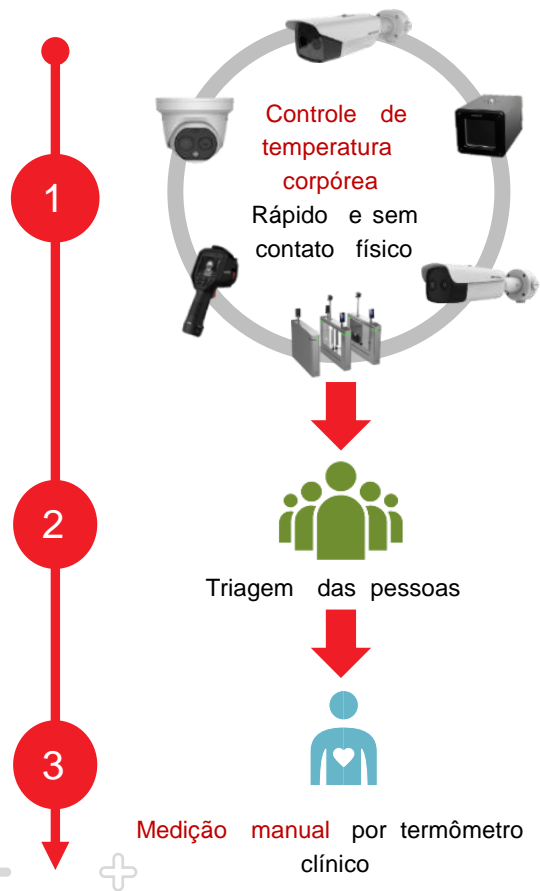 1
Controle de
temperatura
corpórea
Rápido e sem
contato físico
2
Triagem das pessoas
3
Medição manual por termômetro
clínico